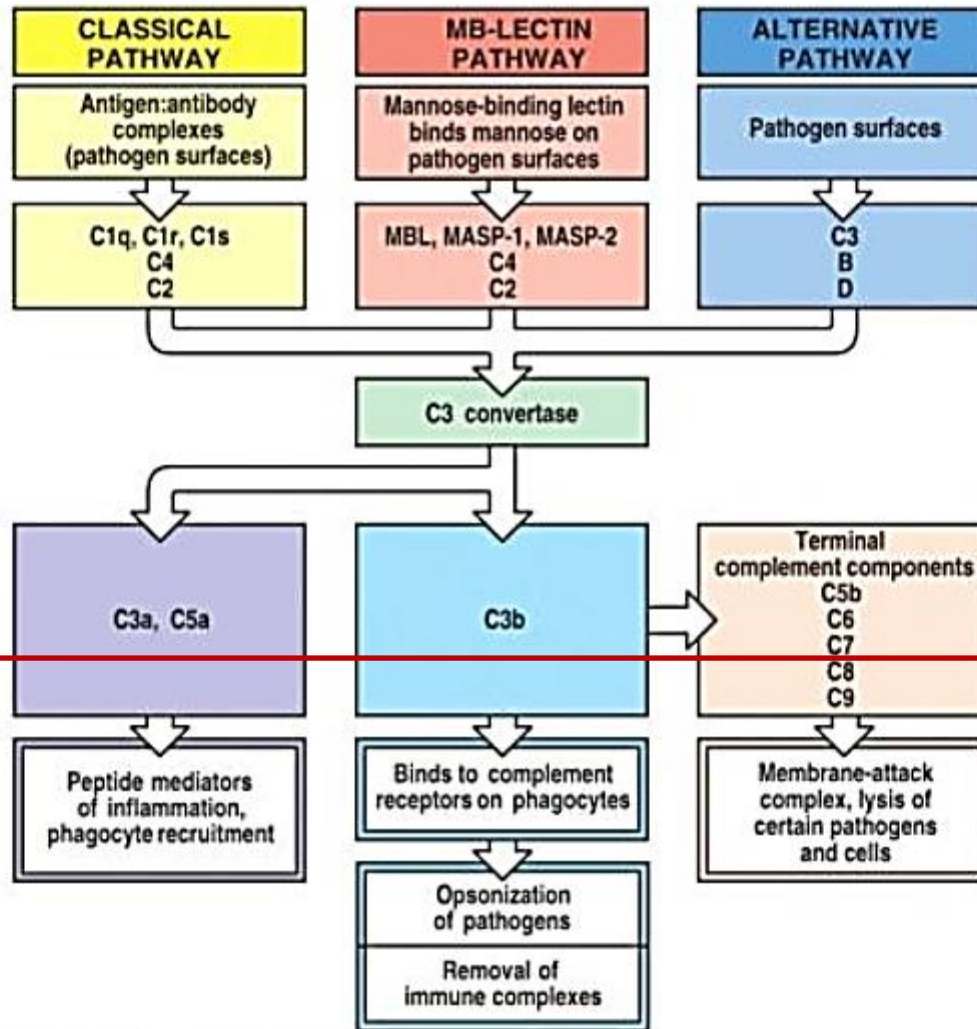 CLASSICAL
PATHWAY
MB-LECTIN
PATHWAY
ALTERNATIVE
PATHWAY
Antigen:antibody
complexes
(pathogen surfaces)
Mannose-binding lectin
binds mannose on
pathogen surfaces
Pathogen surfaces
C1q, C1r, C1s
C4
C2
MBL, MASP-1, MASP-2
C4
C2
C3
B
D
C3 convertase
C3a, C5a
C3b
Terminal
complement components
C5b
C6
C7
C8
C9
Peptide mediators
of inflammation,
phagocyte recruitment
Binds to complement
receptors on phagocytes
Membrane-attack
complex, lysis of
certain pathogens
and cells
Opsonization
of pathogens
Removal of
immune complexes